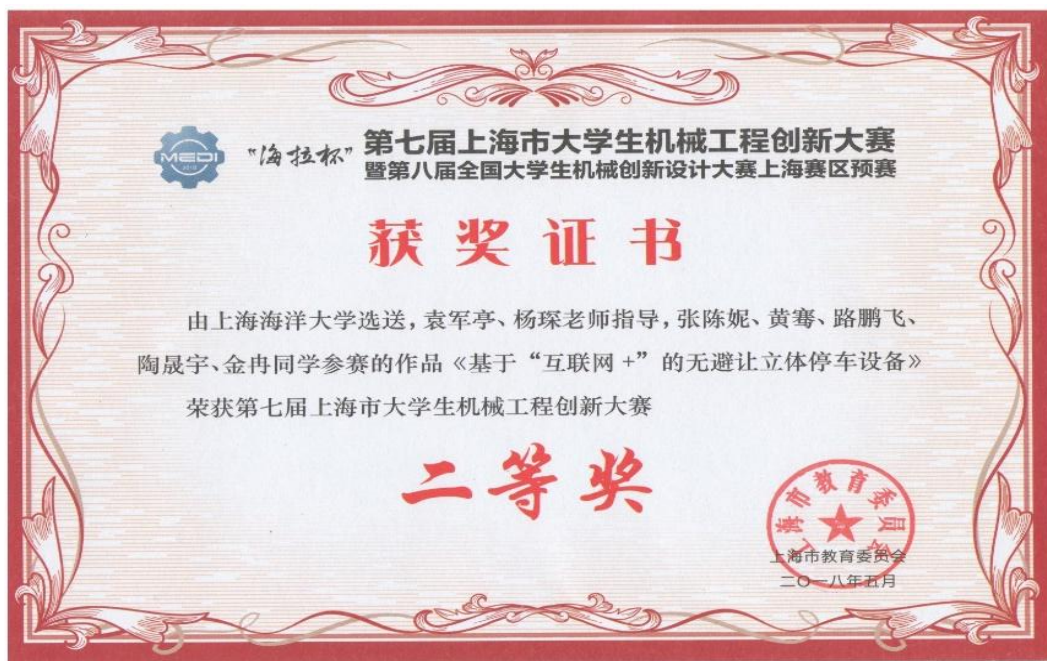 MEDI
“海拉杯” 第七届上海市大学生机械工程创新大赛
暨第八届全国大学生机械创新设计大赛上海赛区预赛
获奖证书
由上海海洋大学选送，袁军亭、杨琛老师指导，张陈妮、黄骞、路鹏飞、
陶晟宇、金冉同学参赛的作品《基于“互联网+”的无避让立体停车设备》
荣获第七届上海市大学生机械工程创新大赛
二等奖
上海市教育委员会
上海市教育委员会
二〇一八年五月